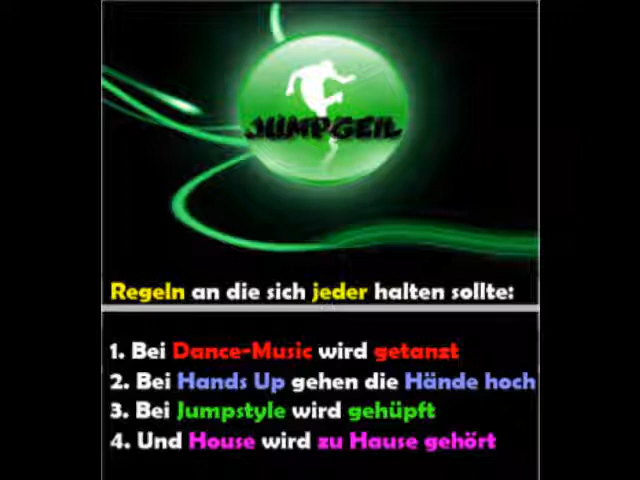 JUMPGEIL
Regeln an die sich jeder halten sollte:
1. Bei Dance-Music wird getanzt
2. Bei Hands Up gehen die Hände hoch
3. Bei Jumpstyle wird gehüpft
4. Und House wird zu Hause gehört